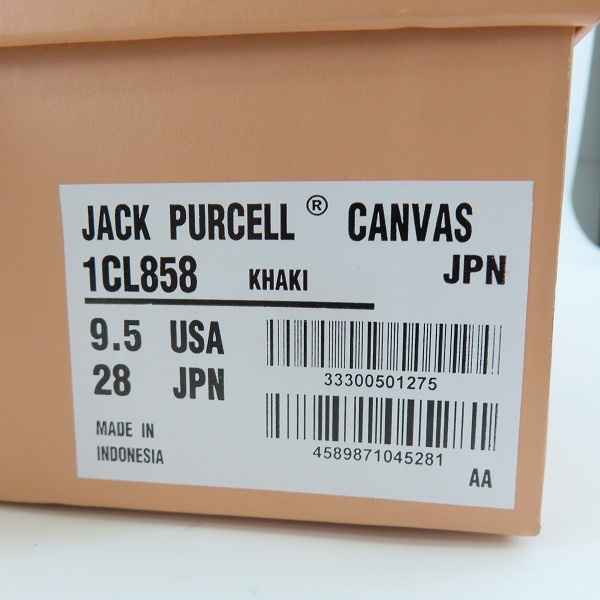 JACK PURCELL® CANVAS
1CL858 KHAKI JPN
9.5 USA
28 JPN
33300501275
MADE IN
INDONESIA
4589871045281
AA